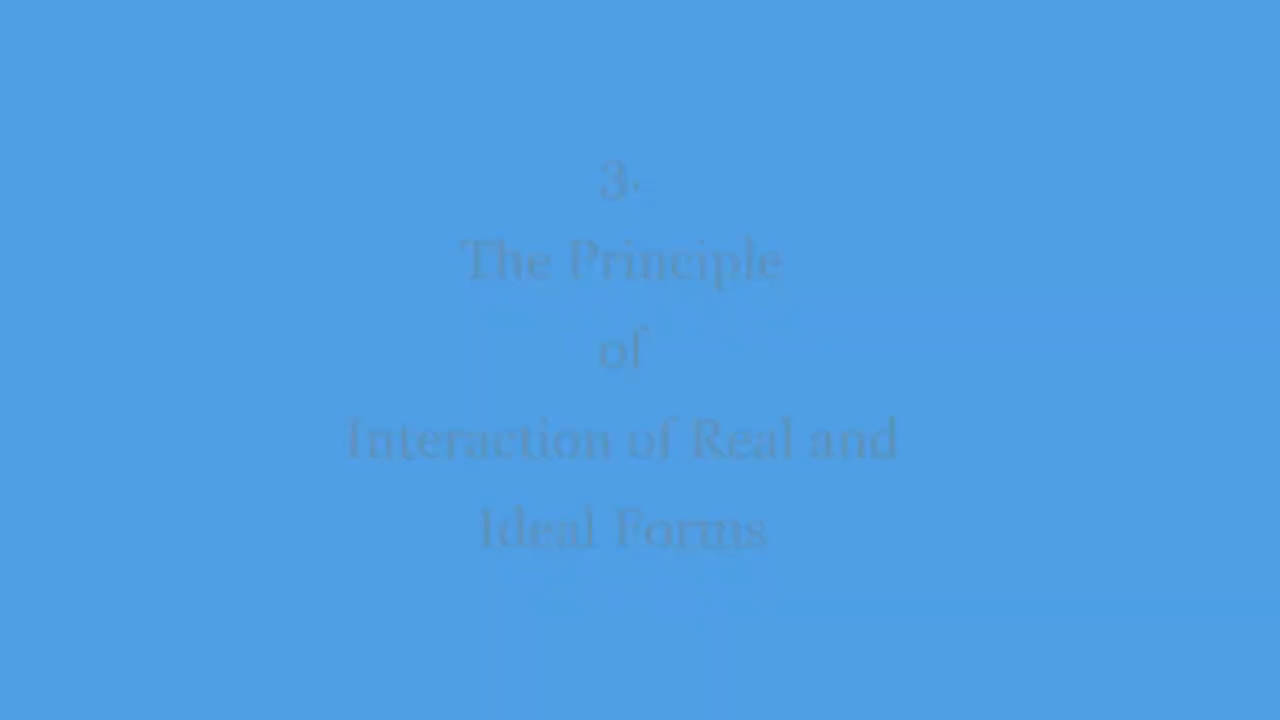 3.
The Principle
of
Interaction of Real and
Ideal Forms